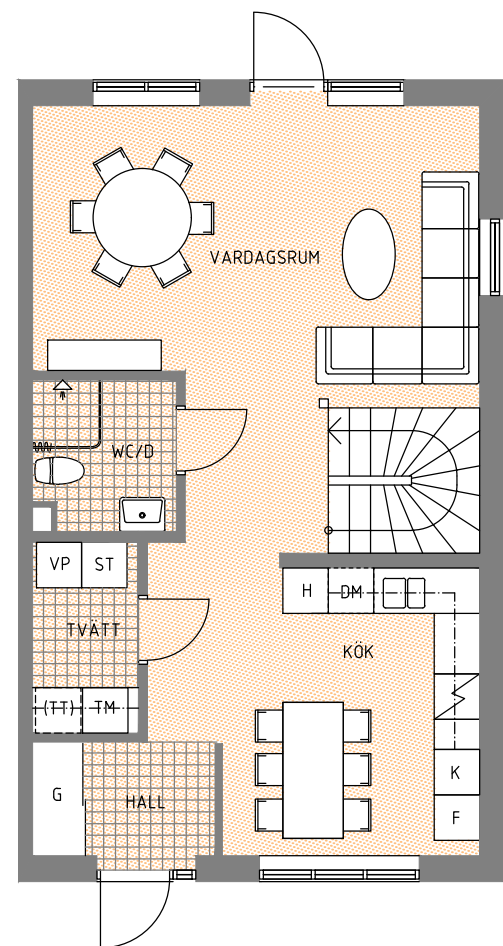 VARDAGSRUM
WC/D
VP ST
TVÄTT
(TT) TM
H DM
KÖK
K
F
G
HALL